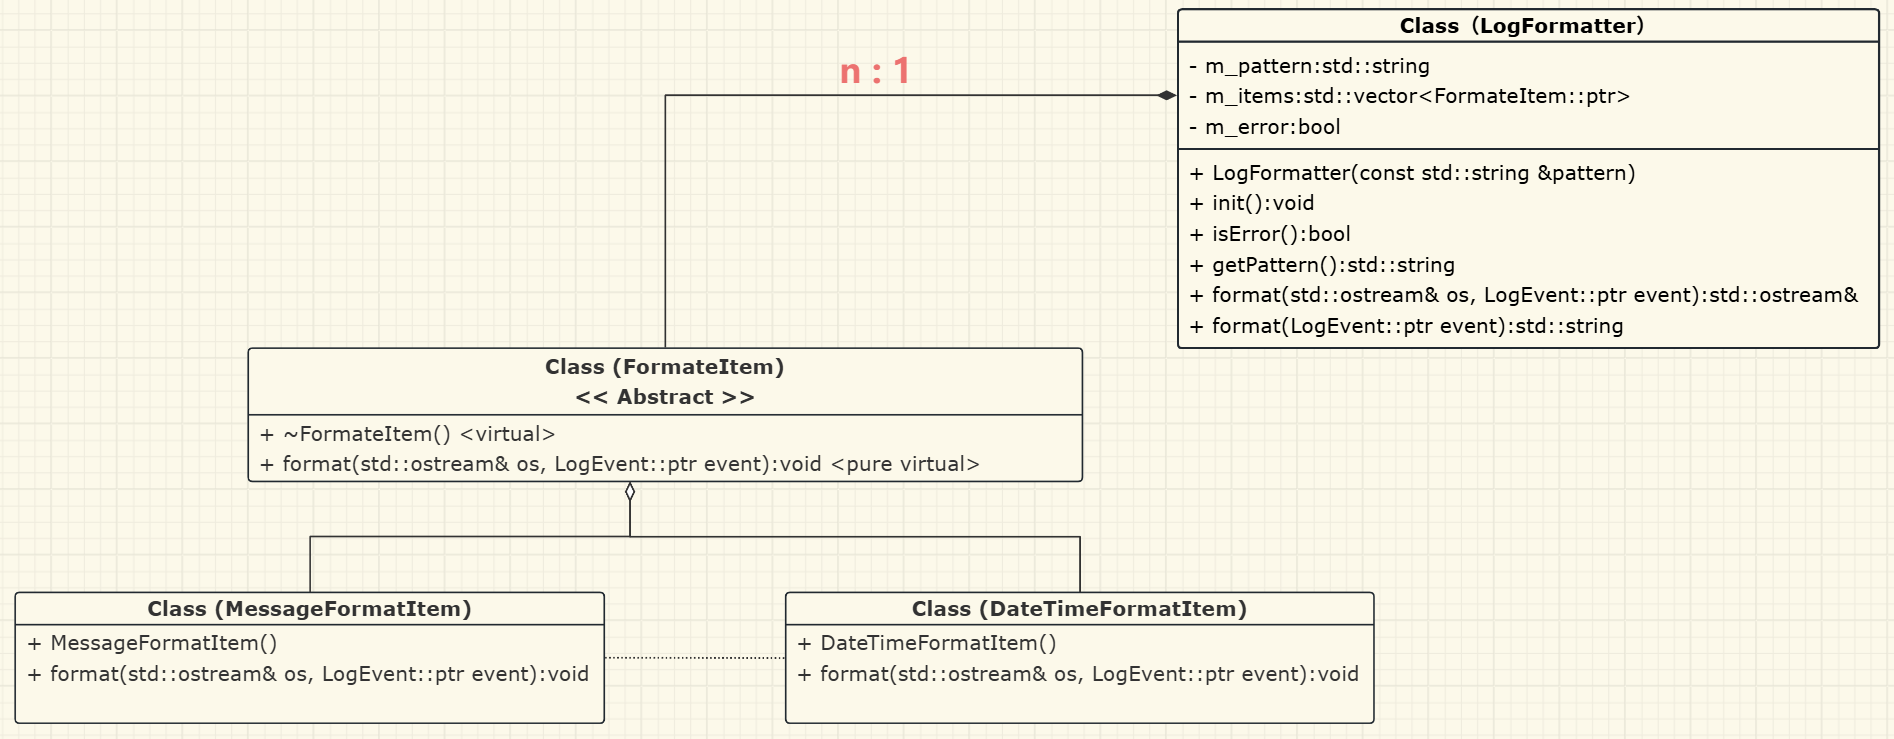 Class（LogFormatter）
- m_pattern:std::string
- m_items:std::vector<FormateItem::ptr>
- m_error:bool
+ LogFormatter(const std::string &pattern)
+ init():void
+ isError():bool
+ getPattern():std::string
+ format(std::ostream& os, LogEvent::ptr event):std::ostream&
+ format(LogEvent::ptr event):std::string
n : 1
Class (FormateItem)
<< Abstract >>
+ ~FormateItem() <virtual>
+ format(std::ostream& os, LogEvent::ptr event):void <pure virtual>
Class (MessageFormatItem)
+ MessageFormatItem()
+ format(std::ostream& os, LogEvent::ptr event):void
Class (DateTimeFormatItem)
+ DateTimeFormatItem()
+ format(std::ostream& os, LogEvent::ptr event):void